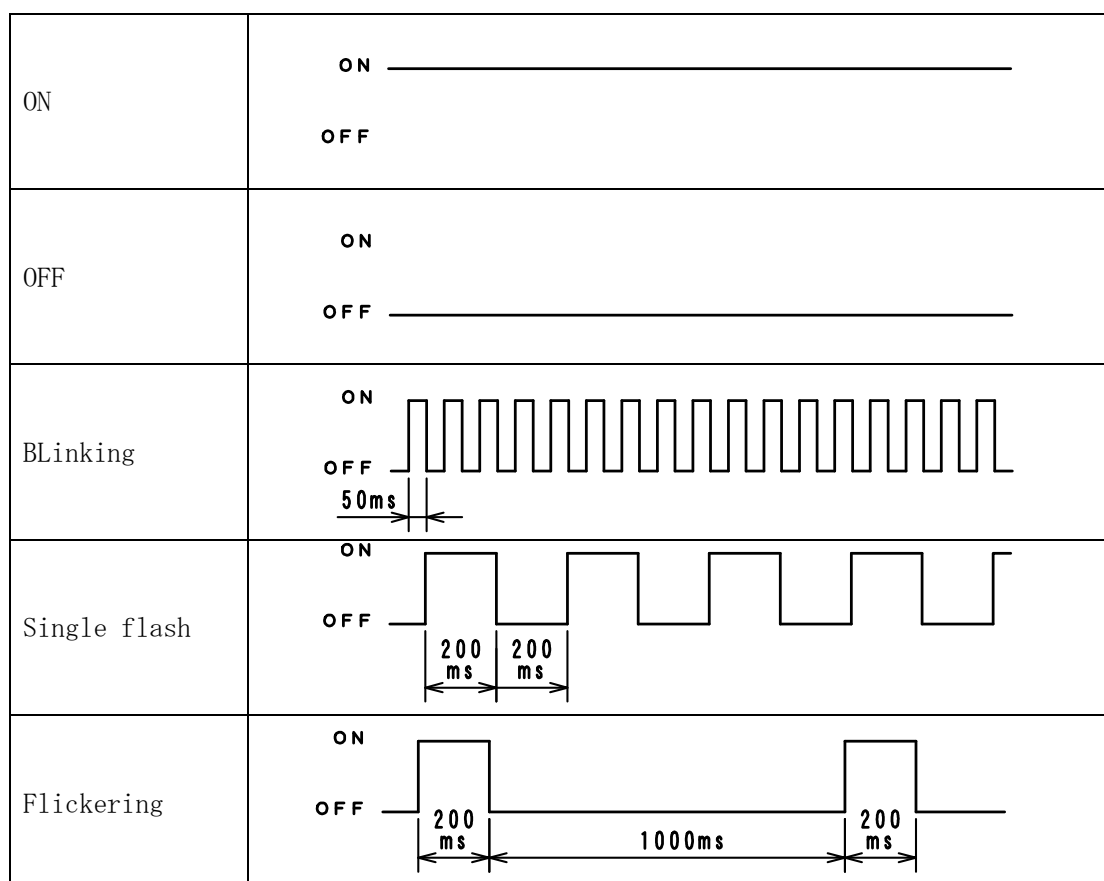 ON
ON
OFF
OFF
ON
OFF
BLinking
ON
OFF
50ms
Single flash
ON
OFF
200
ms
200
ms
Flickering
ON
OFF
200
ms
1000ms
200
ms